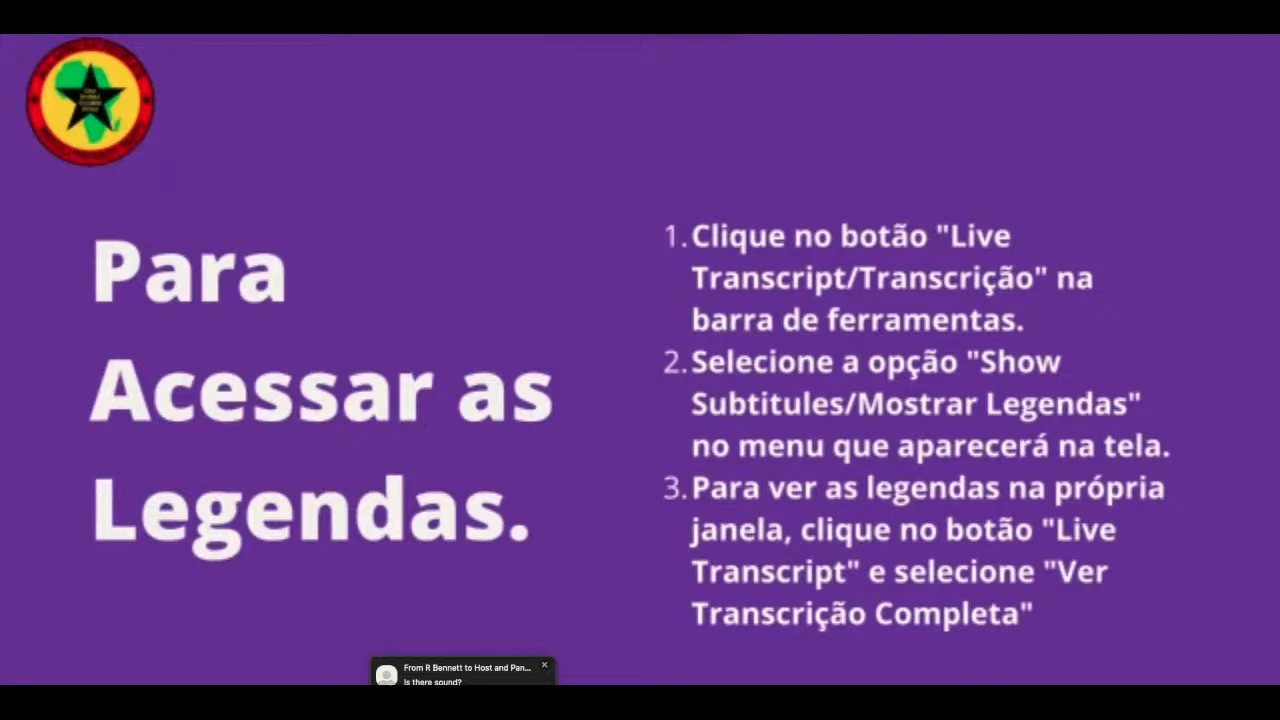 Para
Acessar as
Legendas.
1. Clique no botão "Live
Transcript/Transcrição" na
barra de ferramentas.
2. Selecione a opção "Show
Subtitules/Mostrar Legendas"
no menu que aparecerá na tela.
3. Para ver as legendas na própria
janela, clique no botão "Live
Transcript" e selecione "Ver
Transcrição Completa"
From R Bennett to Host and Pan...
Is there sound?